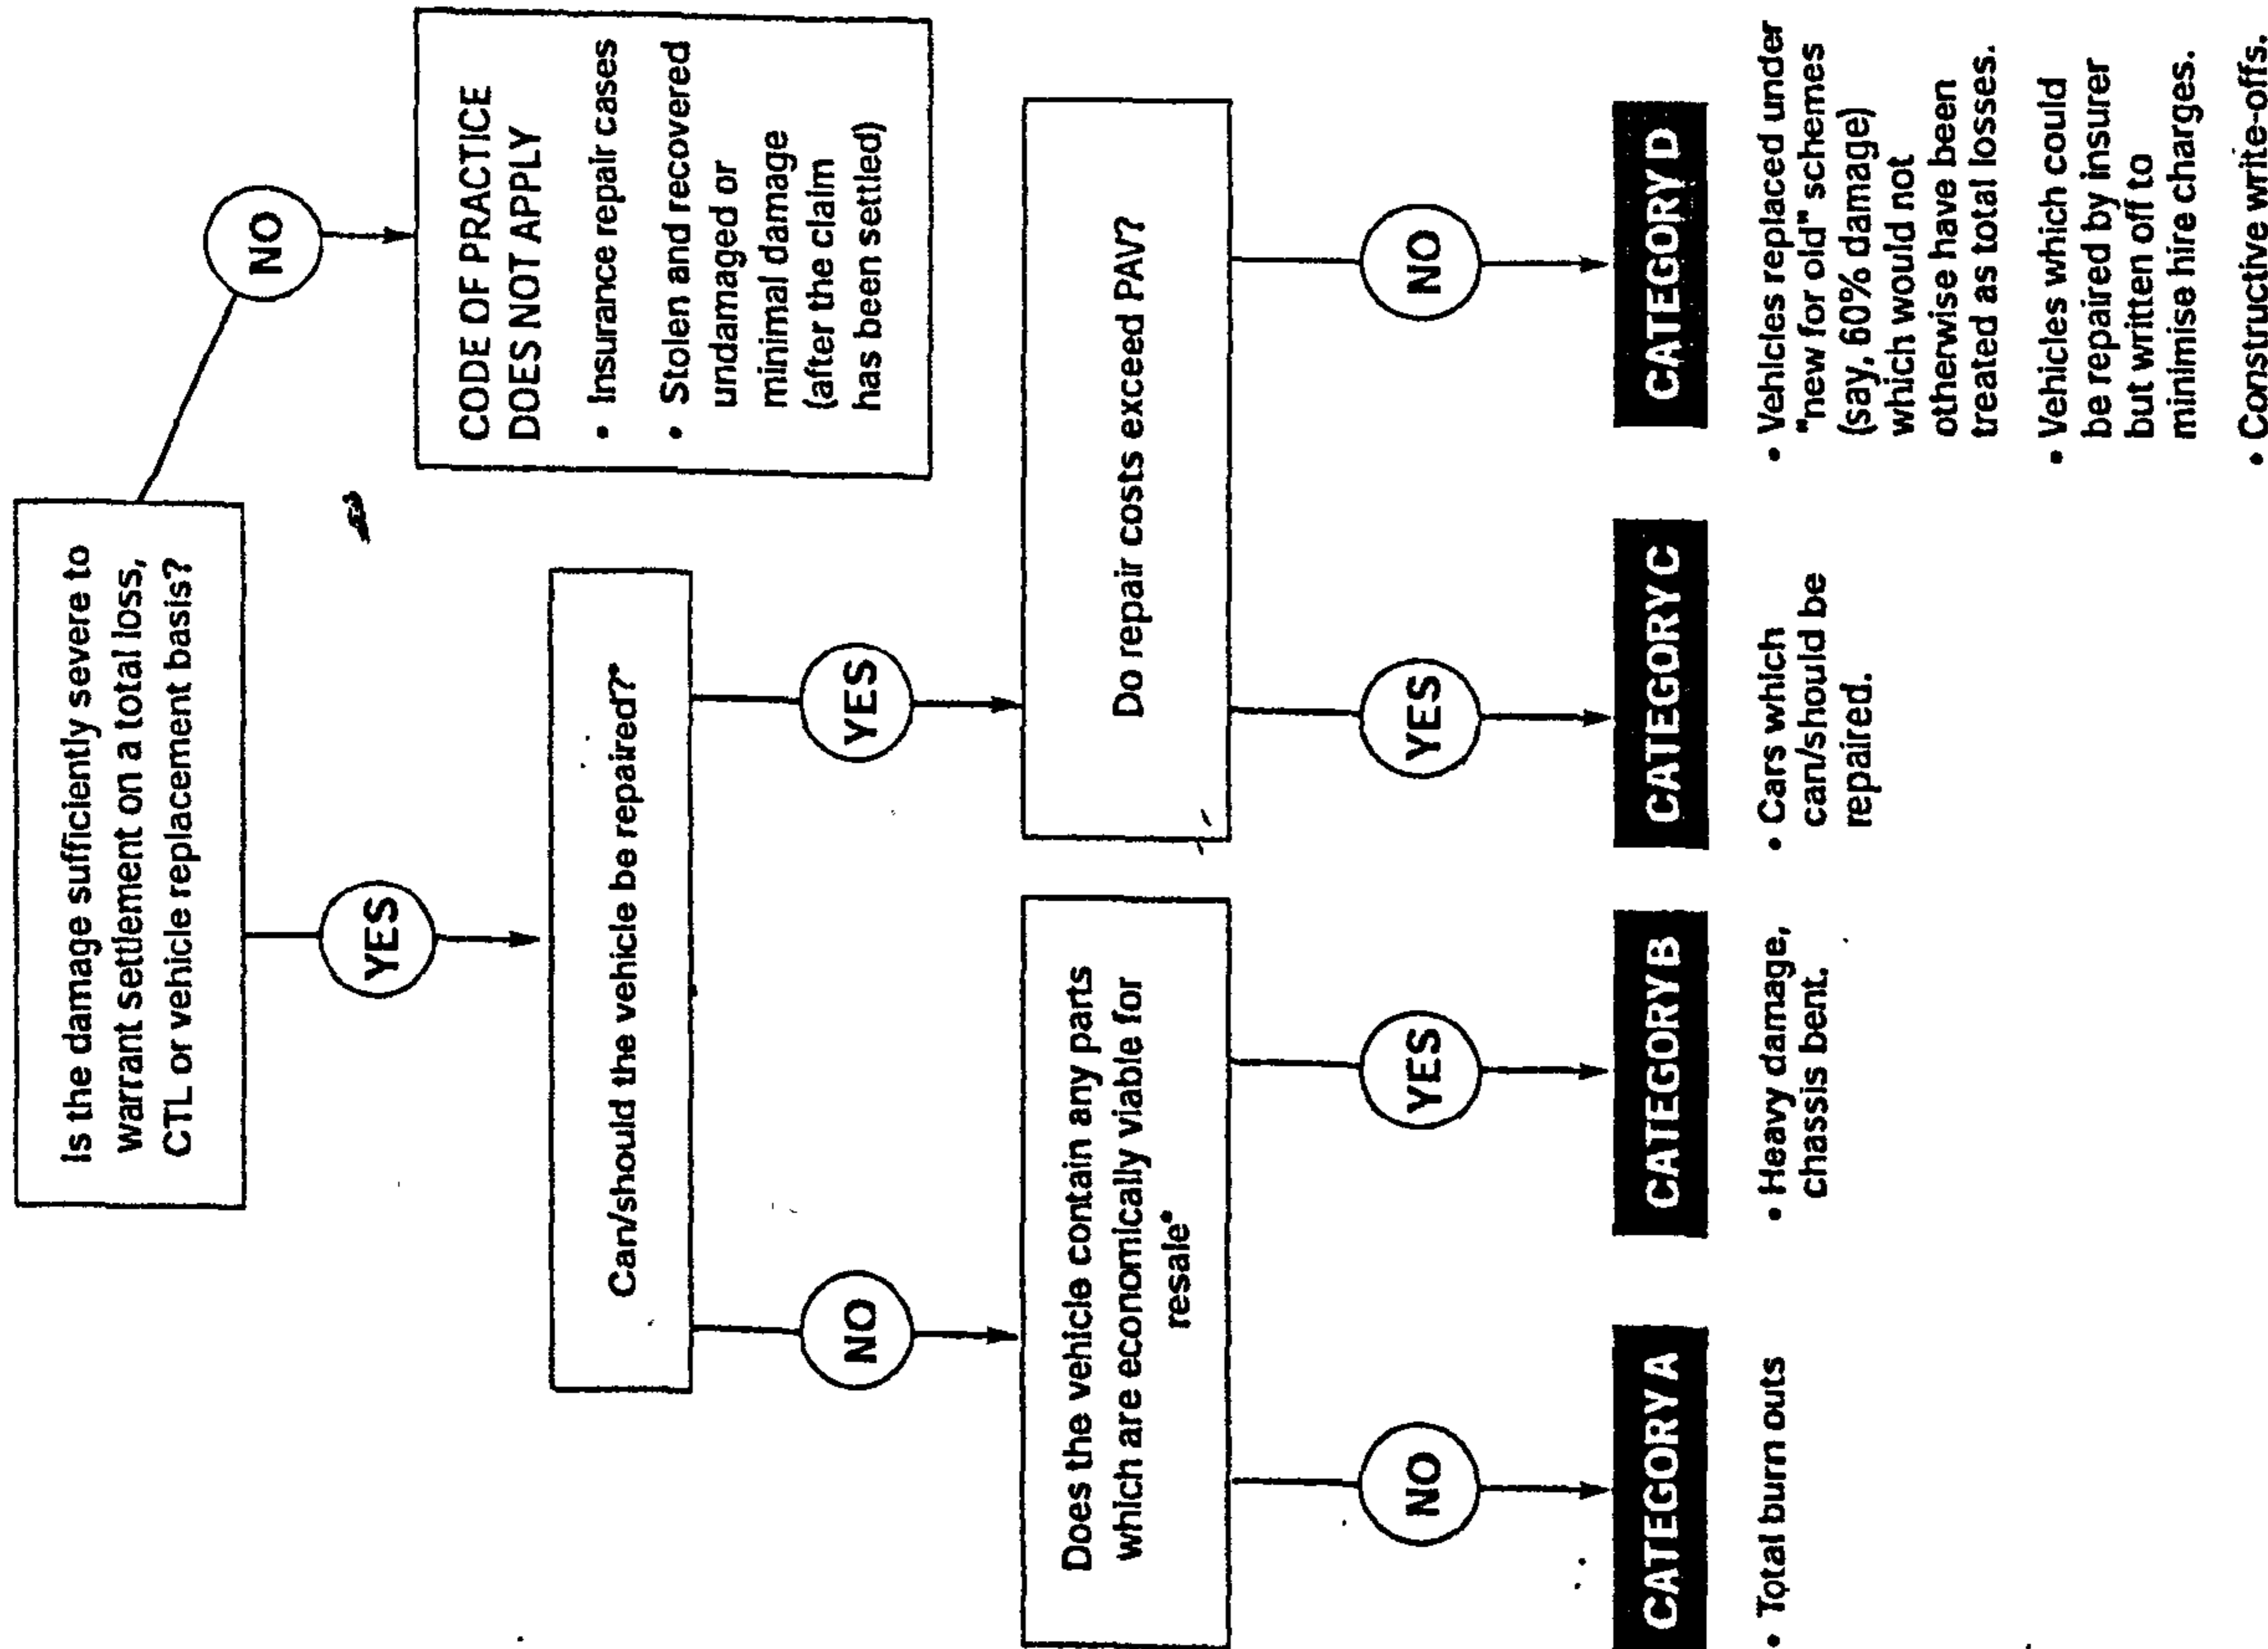 Is the damage sufficiently severe to
warrant settlement on a total loss,
CTL or vehicle replacement basis?
NO
CODE OF PRACTICE
DOES NOT APPLY
• Insurance repair cases
• Stolen and recovered
undamaged or
minimal damage
(after the claim
has been settled)
YES
Can/should the vehicle be repaired?*
NO
YES
Does the vehicle contain any parts
which are economically viable for
resale*
Do repair costs exceed PAV?
NO
YES
YES
NO
CATEGORY A
• Total burn outs
CATEGORY B
• Heavy damage,
chassis bent.
CATEGORY C
• Cars which
can/should be
repaired.
CATEGORY D
• Vehicles replaced under
"new for old" schemes
(say, 60% damage)
which would not
otherwise have been
treated as total losses.
• Vehicles which could
be repaired by insurer
but written off to
minimise hire charges.
• Constructive write-offs.